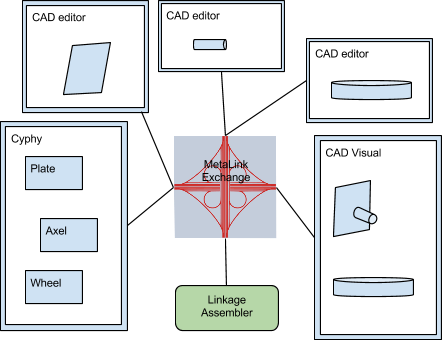 CAD editor
CAD editor
CAD editor
Cyphy
Plate
Axel
Wheel
MetaLink
Exchange
CAD Visual
Linkage
Assembler